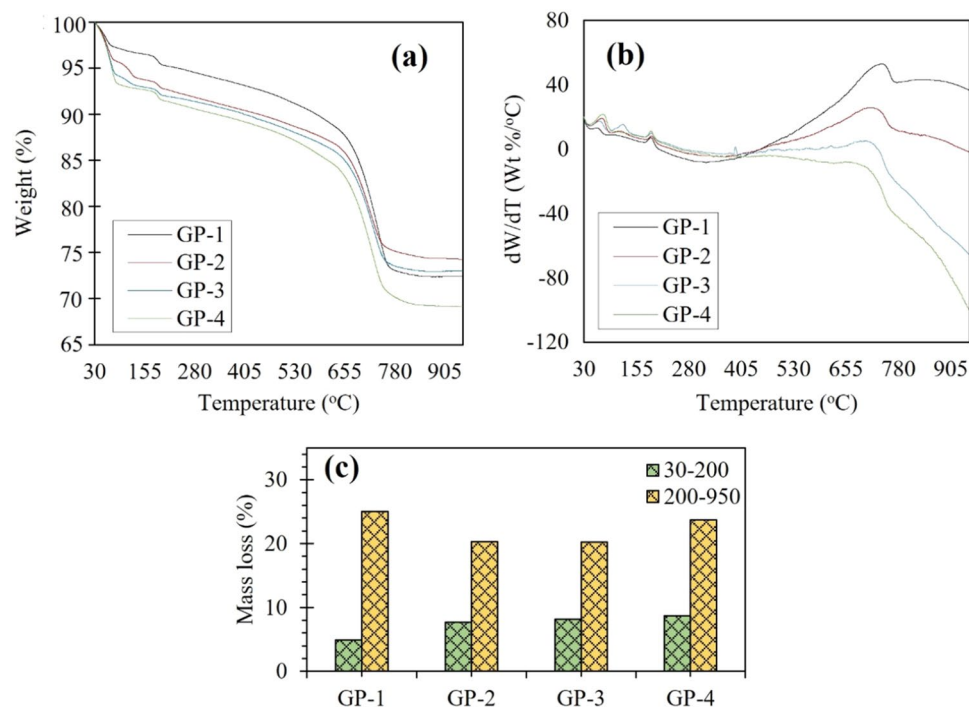 (a)
Weight (%)
100
95
90
85
80
75
70
65
GP-1
GP-2
GP-3
GP-4
30 155 280 405 530 655 780 905
Temperature (°C)
(b)
dW/dT (Wt %/°C)
80
40
0
-40
-80
-120
GP-1
GP-2
GP-3
GP-4
30 155 280 405 530 655 780 905
Temperature (°C)
(c)
Mass loss (%)
30
20
10
0
30-200
200-950
GP-1 GP-2 GP-3 GP-4